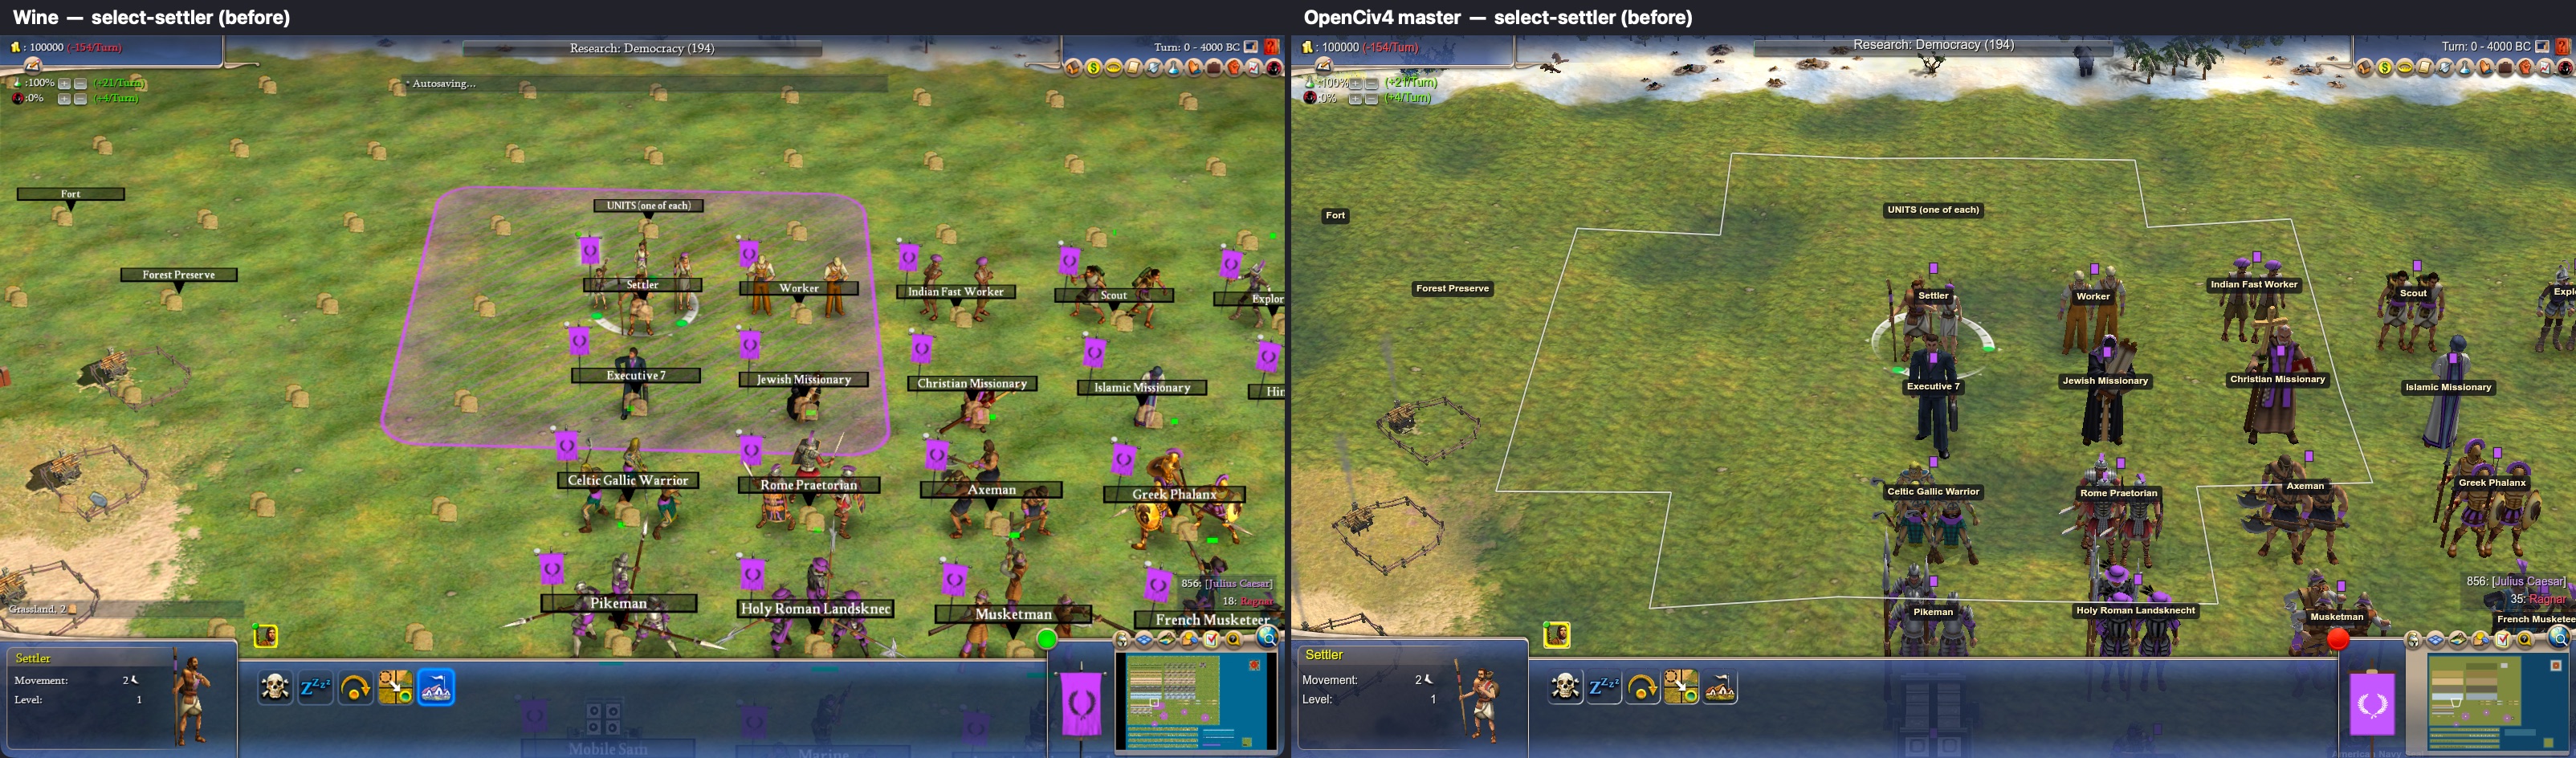 Wine — select-settler (before)
: 100000 (-154/Turn)
Research: Democracy (194)
Turn: 0 - 4000 BC
:100% (+21/Turn)
:0% (+4/Turn)
* Autosaving...
Fort
UNITS (one of each)
Forest Preserve
Settler
Worker
Indian Fast Worker
Scout
Explor
Executive 7
Jewish Missionary
Christian Missionary
Islamic Missionary
Hin
Celtic Gallic Warrior
Rome Praetorian
Axeman
Greek Phalanx
856: [Julius Caesar]
18: Ragnar
Pikeman
Holy Roman Landsknec
Musketman
French Musketeer
Grassland, 2
Settler
Movement: 2
Level: 1
Zzzz
Mobile Sam
Marine
OpenCiv4 master — select-settler (before)
: 100000 (-154/Turn)
Research: Democracy (194)
Turn: 0 - 4000 BC
:100% (+21/Turn)
:0% (+4/Turn)
Fort
UNITS (one of each)
Forest Preserve
Settler
Worker
Indian Fast Worker
Scout
Expl
Executive 7
Jewish Missionary
Christian Missionary
Islamic Missionary
Celtic Gallic Warrior
Rome Praetorian
Axeman
Greek Phalanx
856: [Julius Caesar]
35: Ragnar
Pikeman
Holy Roman Landsknecht
Musketman
French Musketee
Settler
Movement: 2
Level: 1
Zzzz